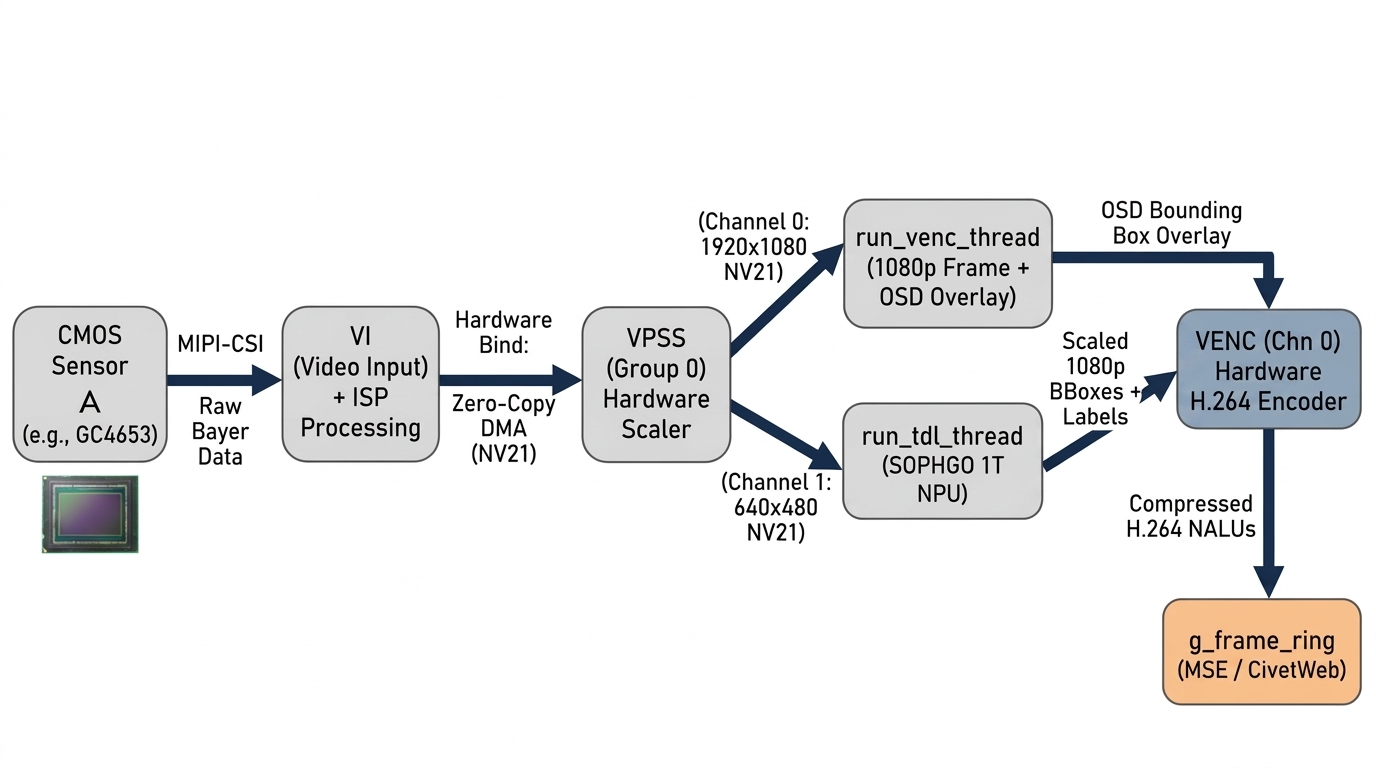 CMOS
Sensor
A
(e.g., GC4653)
MIPI-CSI
Raw
Bayer
Data
VI
(Video Input)
+ ISP
Processing
Hardware
Bind:
Zero-Copy
DMA
(NV21)
VPSS
(Group 0)
Hardware
Scaler
(Channel 0:
1920x1080
NV21)
run_venc_thread
(1080p Frame +
OSD Overlay)
OSD Bounding
Box Overlay
(Channel 1:
640x480
NV21)
run_tdl_thread
(SOPHGO 1T
NPU)
Scaled
1080p
BBoxes +
Labels
VENC (Chn 0)
Hardware
H.264 Encoder
Compressed
H.264 NALUs
g_frame_ring
(MSE / CivetWeb)